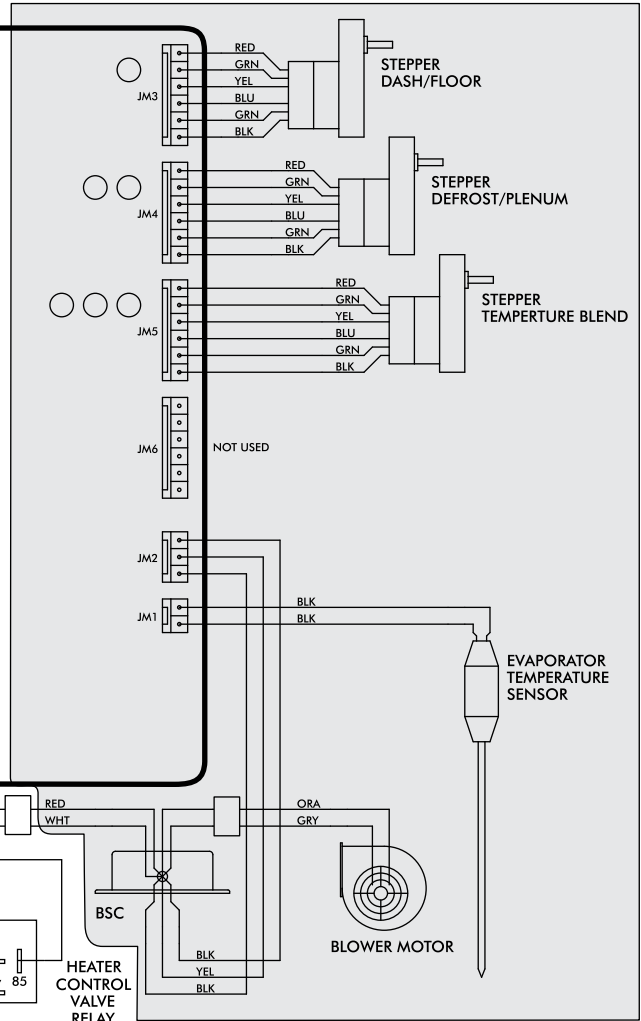 RED
GRN
YEL
BLU
GRN
BLK
JM3
STEPPER
DASH/FLOOR
RED
GRN
YEL
BLU
GRN
BLK
JM4
STEPPER
DEFROST/PLENUM
RED
GRN
YEL
BLU
GRN
BLK
JM5
STEPPER
TEMPERTURE BLEND
JM6
NOT USED
JM2
JM1
BLK
BLK
EVAPORATOR
TEMPERATURE
SENSOR
RED
WHT
ORA
GRY
BSC
BLOWER MOTOR
BLK
YEL
BLK
85
HEATER
CONTROL
VALVE
RELAY